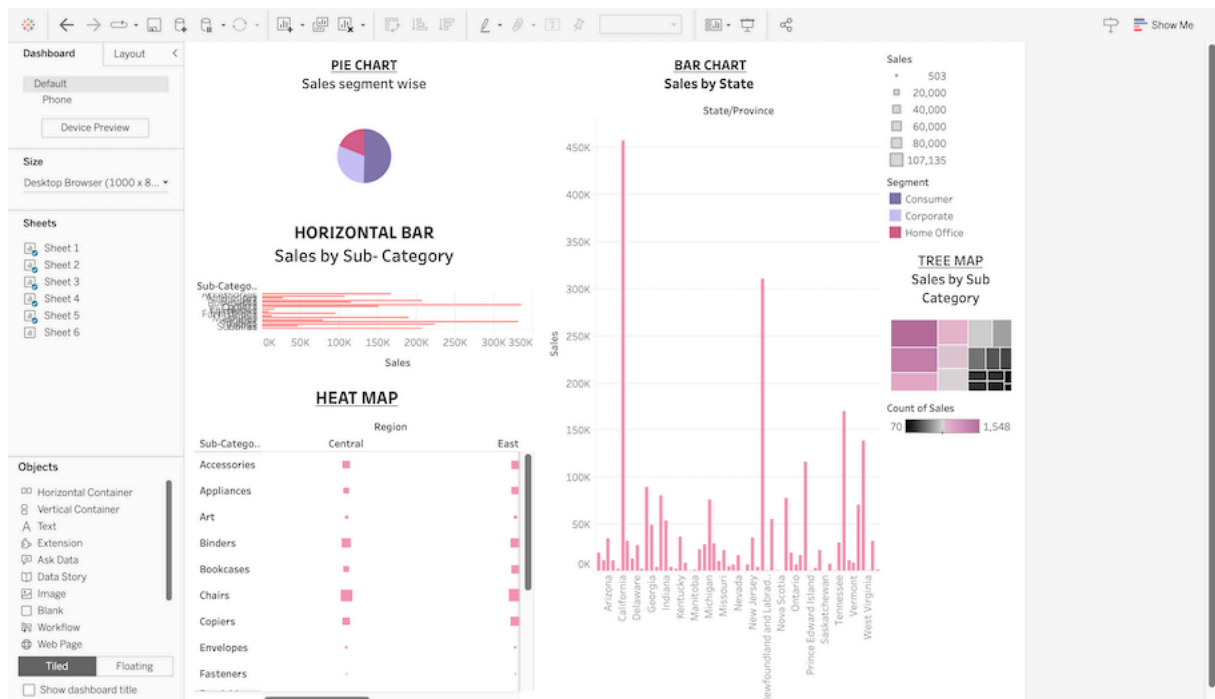 Show Me
Dashboard
Layout
Default
Phone
Device Preview
Size
Desktop Browser (1000 x 8...
Sheets
Sheet 1
Sheet 2
Sheet 3
Sheet 4
Sheet 5
Sheet 6
Objects
Horizontal Container
Vertical Container
Text
Extension
Ask Data
Data Story
Image
Blank
Workflow
Web Page
Tiled
Floating
Show dashboard title
PIE CHART
Sales segment wise
HORIZONTAL BAR
Sales by Sub- Category
Sub-Catego..
0K 50K 100K 150K 200K 250K 300K 350K
Sales
HEAT MAP
Region
Sub-Catego..
Central
East
Accessories
Appliances
Art
Binders
Bookcases
Chairs
Copiers
Envelopes
Fasteners
BAR CHART
Sales by State
State/Province
450K
400K
350K
300K
250K
200K
150K
100K
50K
0K
Sales
Arizona
California
Delaware
Georgia
Indiana
Kentucky
Manitoba
Michigan
Missouri
Nevada
New Jersey
ewfoundland and Labrad..
Nova Scotia
Ontario
Prince Edward Island
Saskatchewan
Tennessee
Vermont
West Virginia
Sales
503
20,000
40,000
60,000
80,000
107,135
Segment
Consumer
Corporate
Home Office
TREE MAP
Sales by Sub
Category
Count of Sales
70
1,548